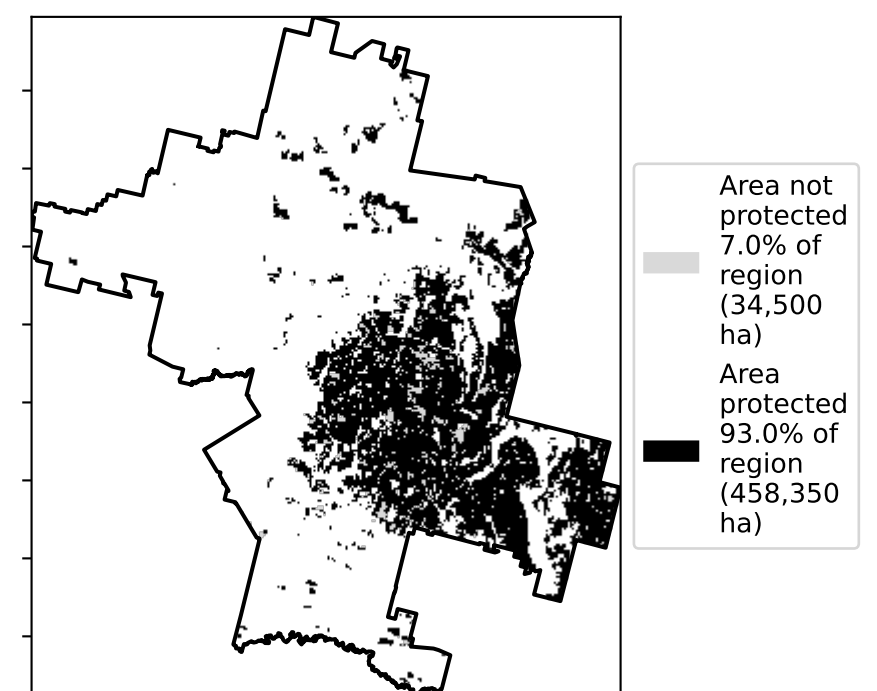 Area not
protected
7.0% of
region
(34,500
ha)
Area
protected
93.0% of
region
(458,350
ha)